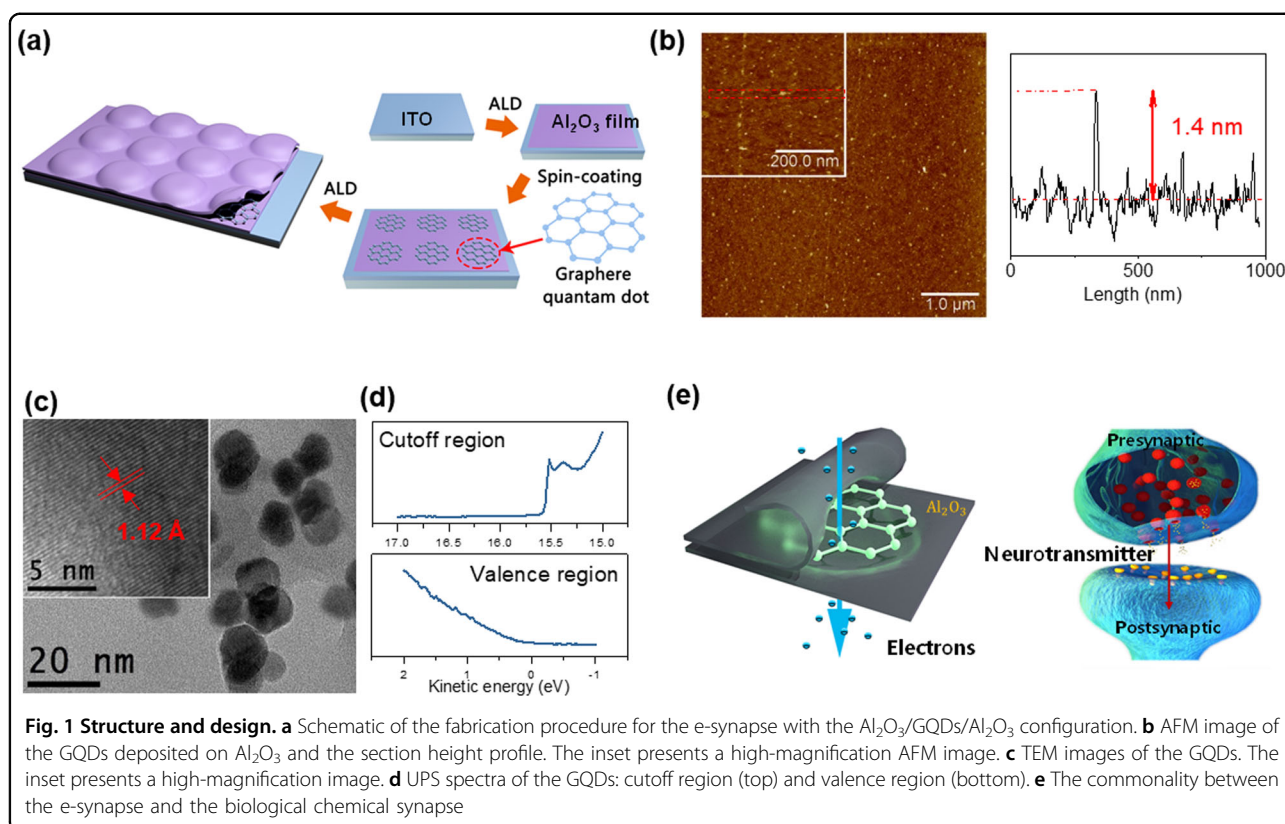 (a)
ITO
ALD
Al₂O₃ film
Spin-coating
ALD
Graphere
quantam dot
(b)
200.0 nm
1.0 µm
1.4 nm
0
500
1000
Length (nm)
(c)
1.12 Å
5 nm
20 nm
(d)
Cutoff region
17.0
16.5
16.0
15.5
15.0
Valence region
2
1
0
-1
Kinetic energy (eV)
(e)
Al₂O₃
Electrons
Presynaptic
Neurotransmitter
Postsynaptic
Fig. 1 Structure and design. a Schematic of the fabrication procedure for the e-synapse with the Al₂O₃/GQDs/Al₂O₃ configuration. b AFM image of
the GQDs deposited on Al₂O₃ and the section height profile. The inset presents a high-magnification AFM image. c TEM images of the GQDs. The
inset presents a high-magnification image. d UPS spectra of the GQDs: cutoff region (top) and valence region (bottom). e The commonality between
the e-synapse and the biological chemical synapse